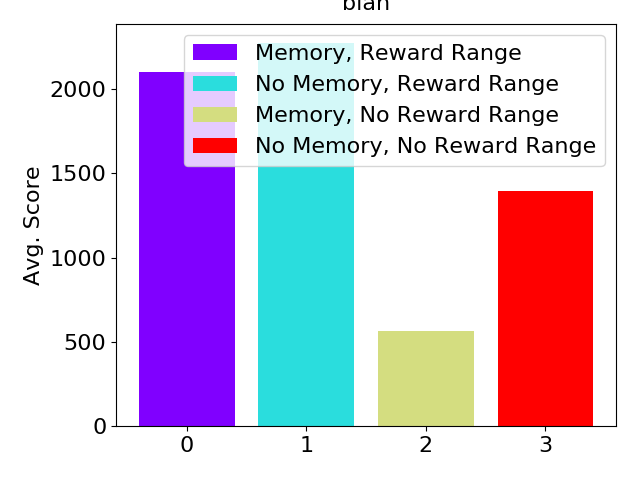 blah
Memory, Reward Range
No Memory, Reward Range
Memory, No Reward Range
No Memory, No Reward Range
Avg. Score
2000
1500
1000
500
0
0 1 2 3